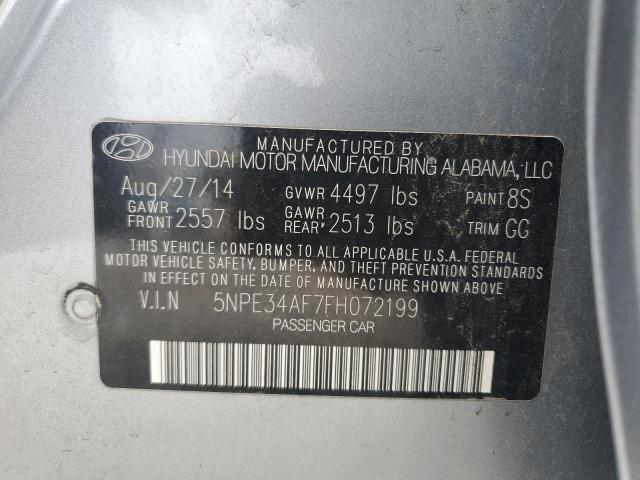 MANUFACTURED BY
HYUNDAI MOTOR MANUFACTURING ALABAMA, LLC
Aug/27/14 GVWR 4497 lbs PAINT 8S
GAWR FRONT 2557 lbs GAWR REAR 2513 lbs TRIM GG
THIS VEHICLE CONFORMS TO ALL APPLICABLE U.S.A. FEDERAL
MOTOR VEHICLE SAFETY, BUMPER, AND THEFT PREVENTION STANDARDS
IN EFFECT ON THE DATE OF MANUFACTURE SHOWN ABOVE.
V.I.N 5NPE34AF7FH072199
PASSENGER CAR